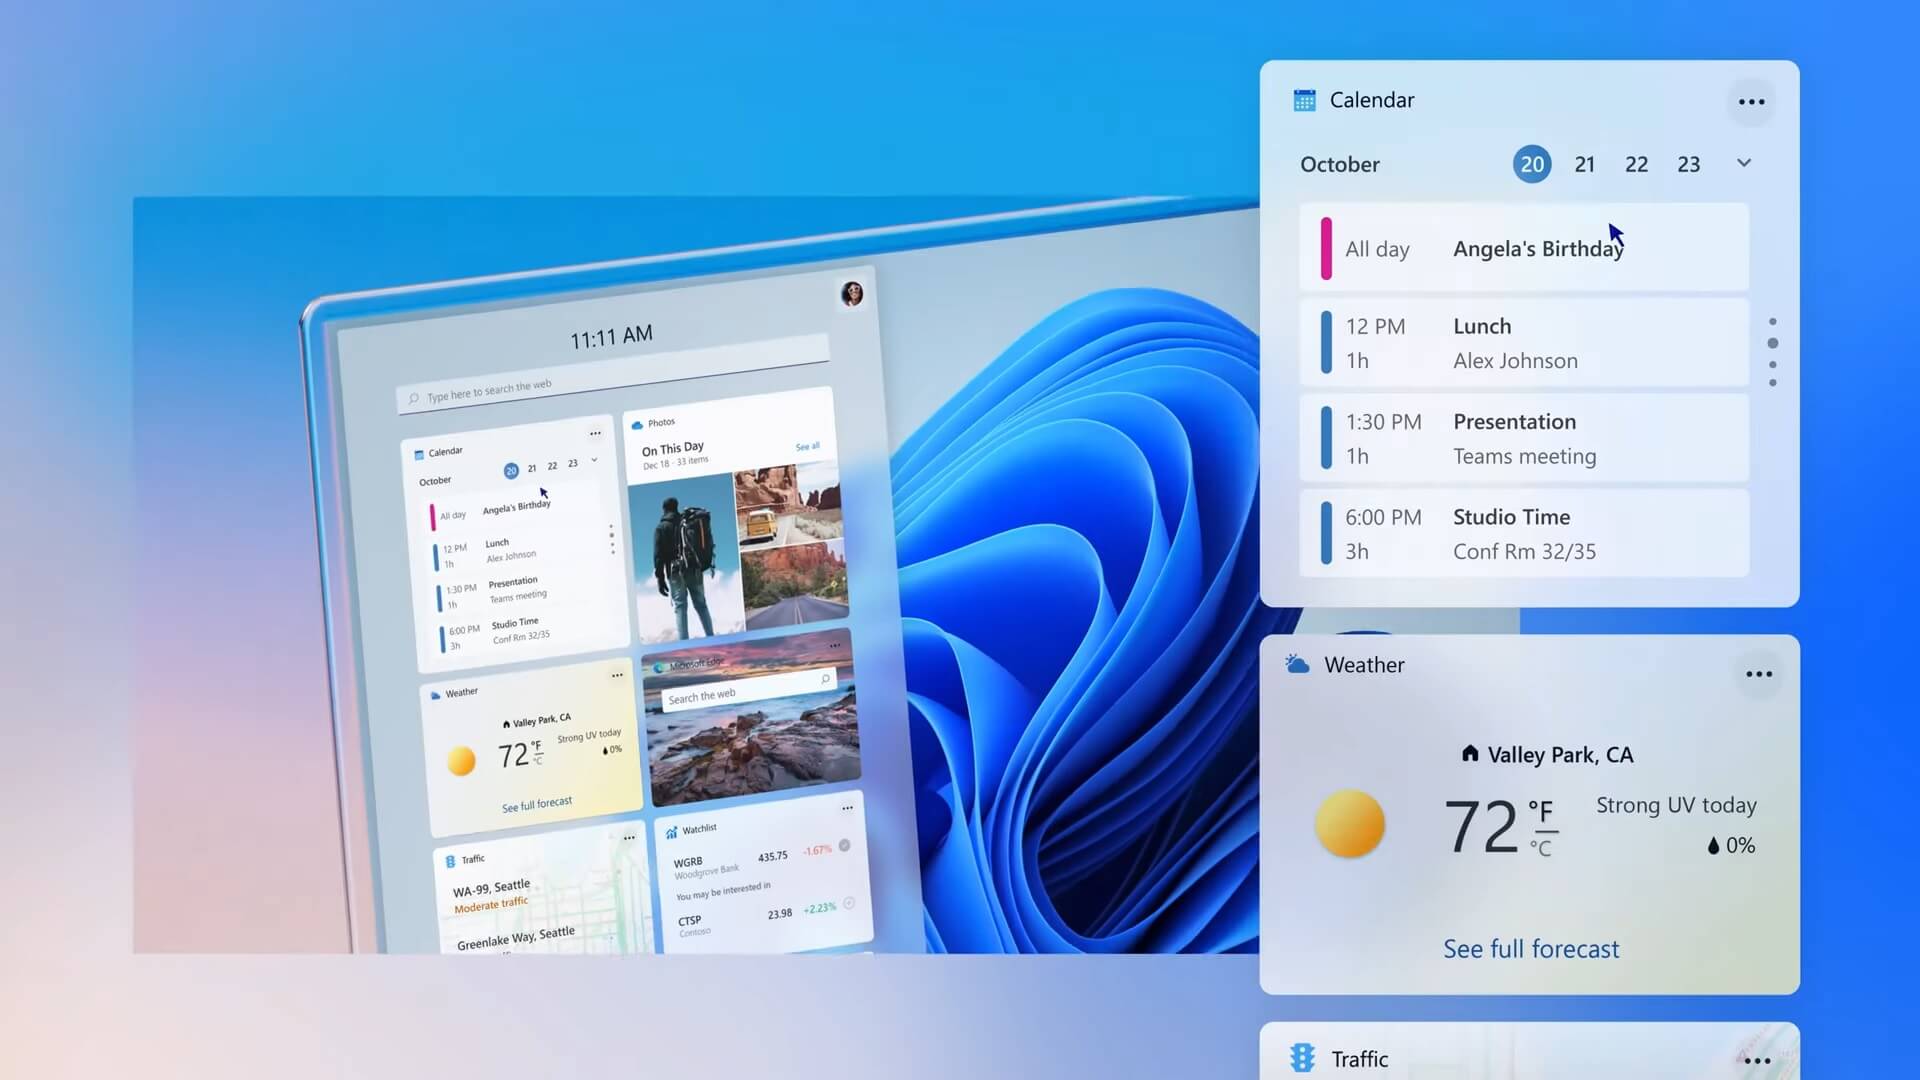 11:11 AM
Type here to search the web
Calendar
October 20 21 22 23
All day Angela's Birthday
12 PM Lunch
1h Alex Johnson
1:30 PM Presentation
1h Teams meeting
6:00 PM Studio Time
3h Conf Rm 32/35
Photos
On This Day See all
Dec 18 · 33 items
Weather
Valley Park, CA
72 °F Strong UV today
°C 0%
See full forecast
Microsoft Edge
Search the web
Traffic
WA-99, Seattle
Moderate traffic
Greenlake Way, Seattle
Watchlist
WGRB 435.75 -1.67%
Woodgrove Bank
You may be interested in
CTSP 23.98 +2.23%
Contoso
Calendar
October 20 21 22 23
All day Angela's Birthday
12 PM Lunch
1h Alex Johnson
1:30 PM Presentation
1h Teams meeting
6:00 PM Studio Time
3h Conf Rm 32/35
Weather
Valley Park, CA
72 °F Strong UV today
°C 0%
See full forecast
Traffic